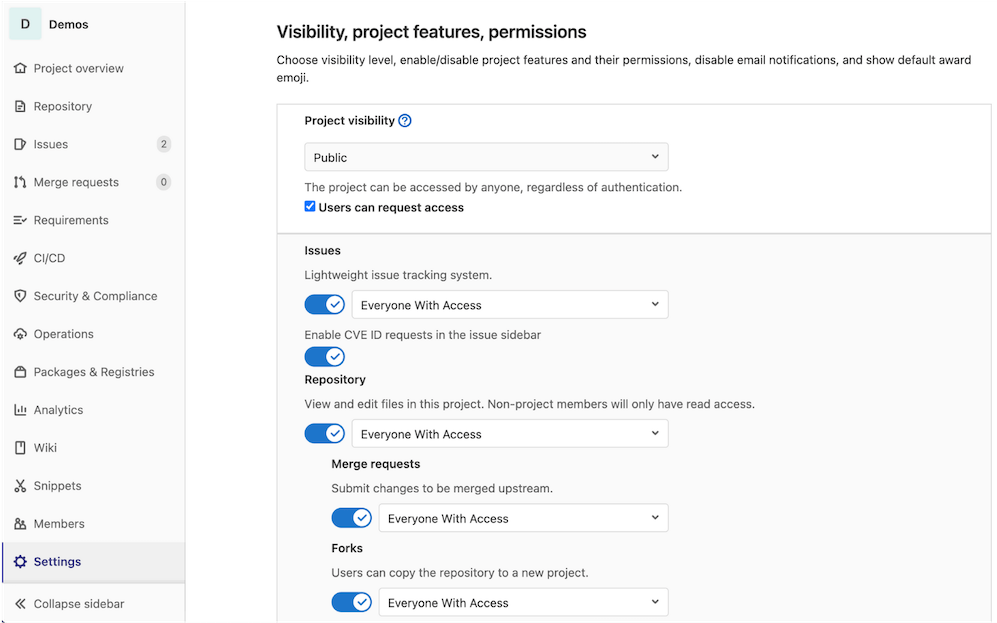 D Demos
Project overview
Repository
Issues 2
Merge requests 0
Requirements
CI/CD
Security & Compliance
Operations
Packages & Registries
Analytics
Wiki
Snippets
Members
Settings
Collapse sidebar
Visibility, project features, permissions
Choose visibility level, enable/disable project features and their permissions, disable email notifications, and show default award
emoji.
Project visibility ?
Public
The project can be accessed by anyone, regardless of authentication.
Users can request access
Issues
Lightweight issue tracking system.
Everyone With Access
Enable CVE ID requests in the issue sidebar
Repository
View and edit files in this project. Non-project members will only have read access.
Everyone With Access
Merge requests
Submit changes to be merged upstream.
Everyone With Access
Forks
Users can copy the repository to a new project.
Everyone With Access